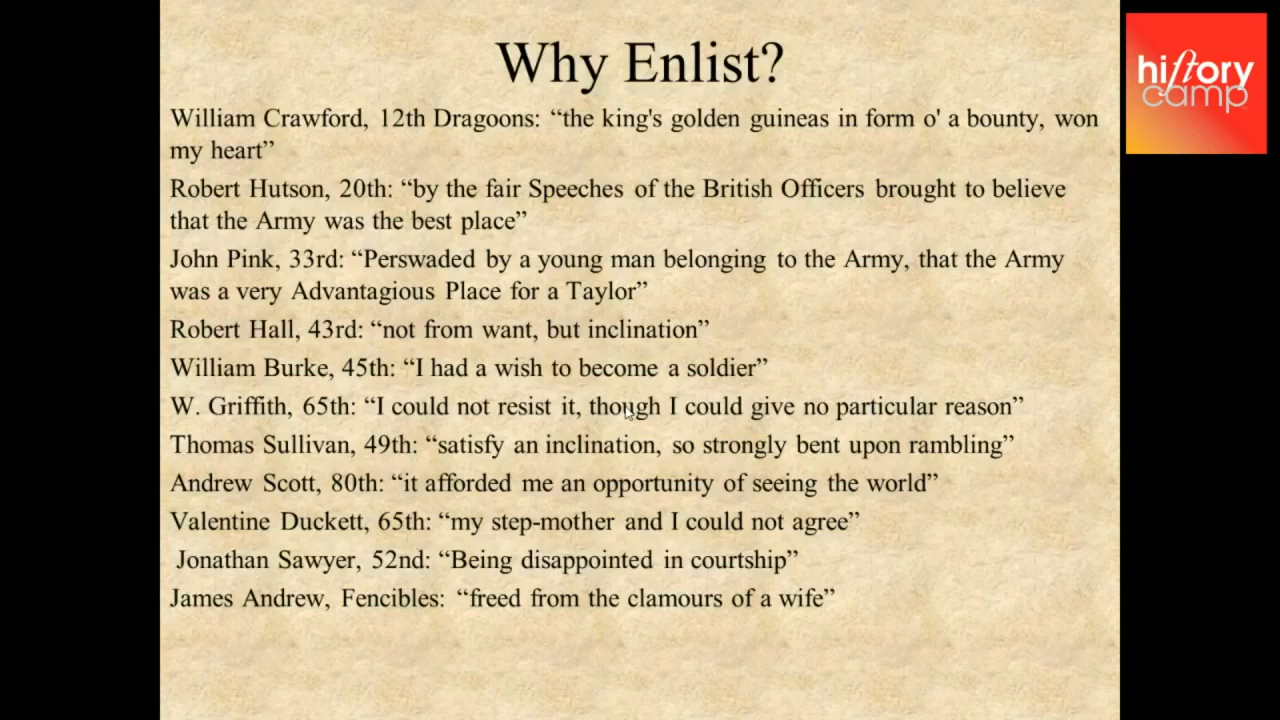 Why Enlist?
hiſtory
camp
William Crawford, 12th Dragoons: “the king's golden guineas in form o' a bounty, won
my heart”
Robert Hutson, 20th: “by the fair Speeches of the British Officers brought to believe
that the Army was the best place”
John Pink, 33rd: “Perswaded by a young man belonging to the Army, that the Army
was a very Advantagious Place for a Taylor”
Robert Hall, 43rd: “not from want, but inclination”
William Burke, 45th: “I had a wish to become a soldier”
W. Griffith, 65th: “I could not resist it, though I could give no particular reason”
Thomas Sullivan, 49th: “satisfy an inclination, so strongly bent upon rambling”
Andrew Scott, 80th: “it afforded me an opportunity of seeing the world”
Valentine Duckett, 65th: “my step-mother and I could not agree”
Jonathan Sawyer, 52nd: “Being disappointed in courtship”
James Andrew, Fencibles: “freed from the clamours of a wife”